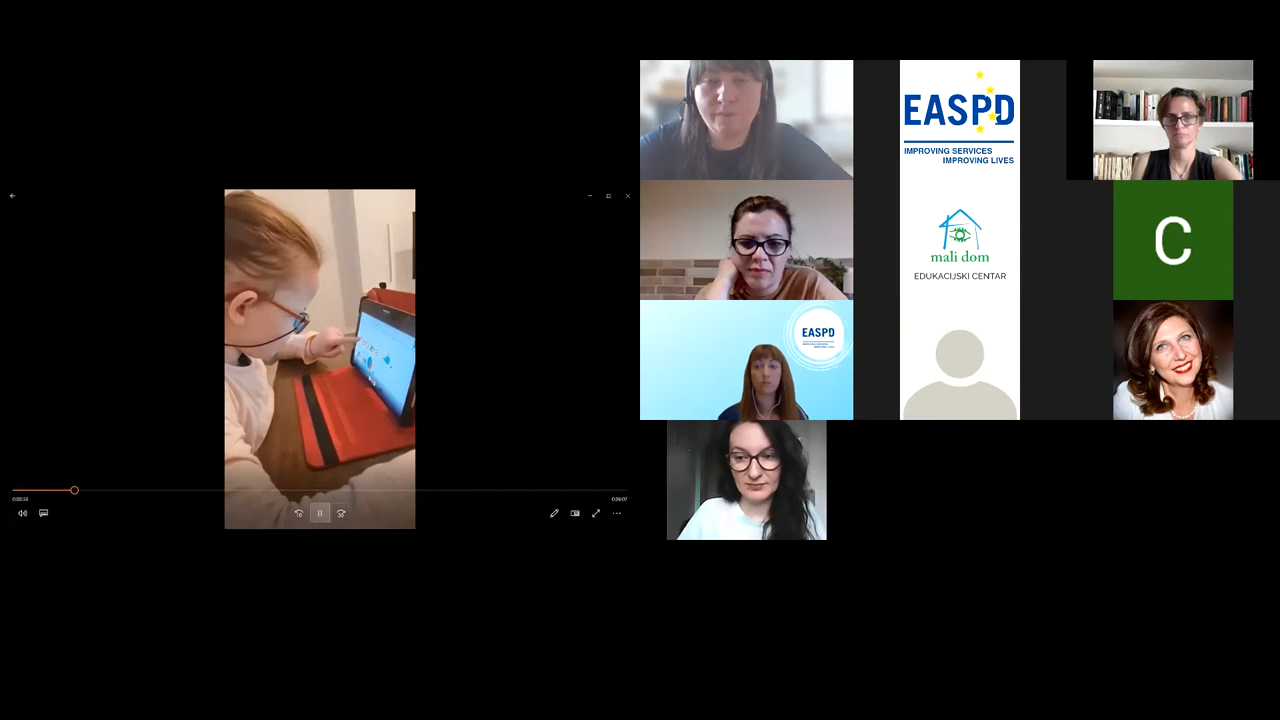 EASPD
IMPROVING SERVICES
IMPROVING LIVES
mali dom
EDUKACIJSKI CENTAR
C
EASPD